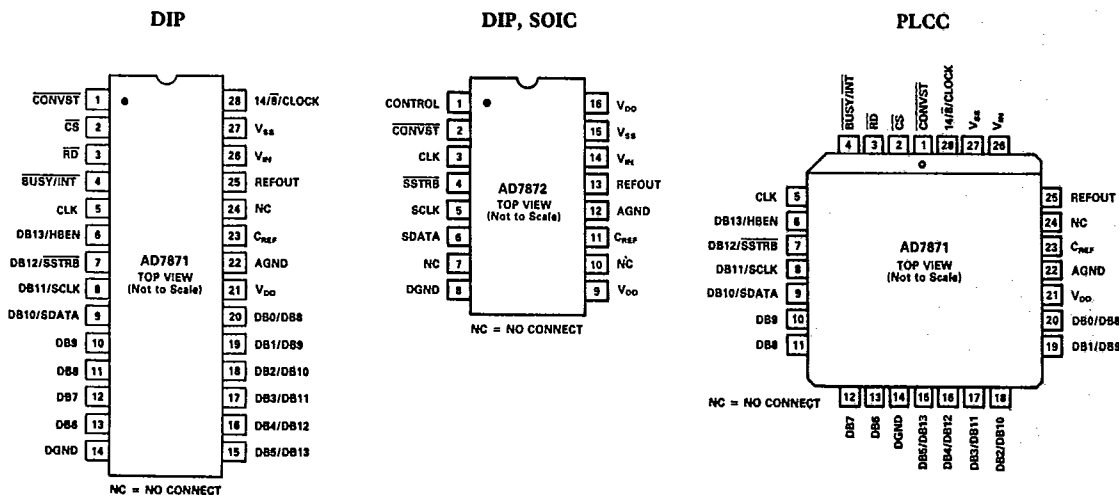 DIP
CONVST 1
CS 2
RD 3
BUSY/INT 4
CLK 5
DB13/HBEN 6
DB12/SSTRB 7
DB11/SCLK 8
DB10/SDATA 9
DB9 10
DB8 11
DB7 12
DB6 13
DGND 14
AD7871
TOP VIEW
(Not to Scale)
28 14/8/CLOCK
27 VSS
26 VIN
25 REFOUT
24 NC
23 CREF
22 AGND
21 VDD
20 DB0/DB8
19 DB1/DB9
18 DB2/DB10
17 DB3/DB11
16 DB4/DB12
15 DB5/DB13
NC = NO CONNECT
DIP, SOIC
CONTROL 1
CONVST 2
CLK 3
SSTRB 4
SCLK 5
SDATA 6
NC 7
DGND 8
AD7872
TOP VIEW
(Not to Scale)
16 VDD
15 VSS
14 VIN
13 REFOUT
12 AGND
11 CREF
10 NC
9 VDD
NC = NO CONNECT
PLCC
BUSY/INT
RD
CS
CONVST
14/8/CLOCK
VSS
VIN
4 3 2 1 28 27 26
CLK 5
DB13/HBEN 6
DB12/SSTRB 7
DB11/SCLK 8
DB10/SDATA 9
DB9 10
DB8 11
AD7871
TOP VIEW
(Not to Scale)
25 REFOUT
24 NC
23 CREF
22 AGND
21 VDD
20 DB0/DB8
19 DB1/DB9
NC = NO CONNECT
12 13 14 15 16 17 18
DB7
DB6
DGND
DB5/DB13
DB4/DB12
DB3/DB11
DB2/DB10